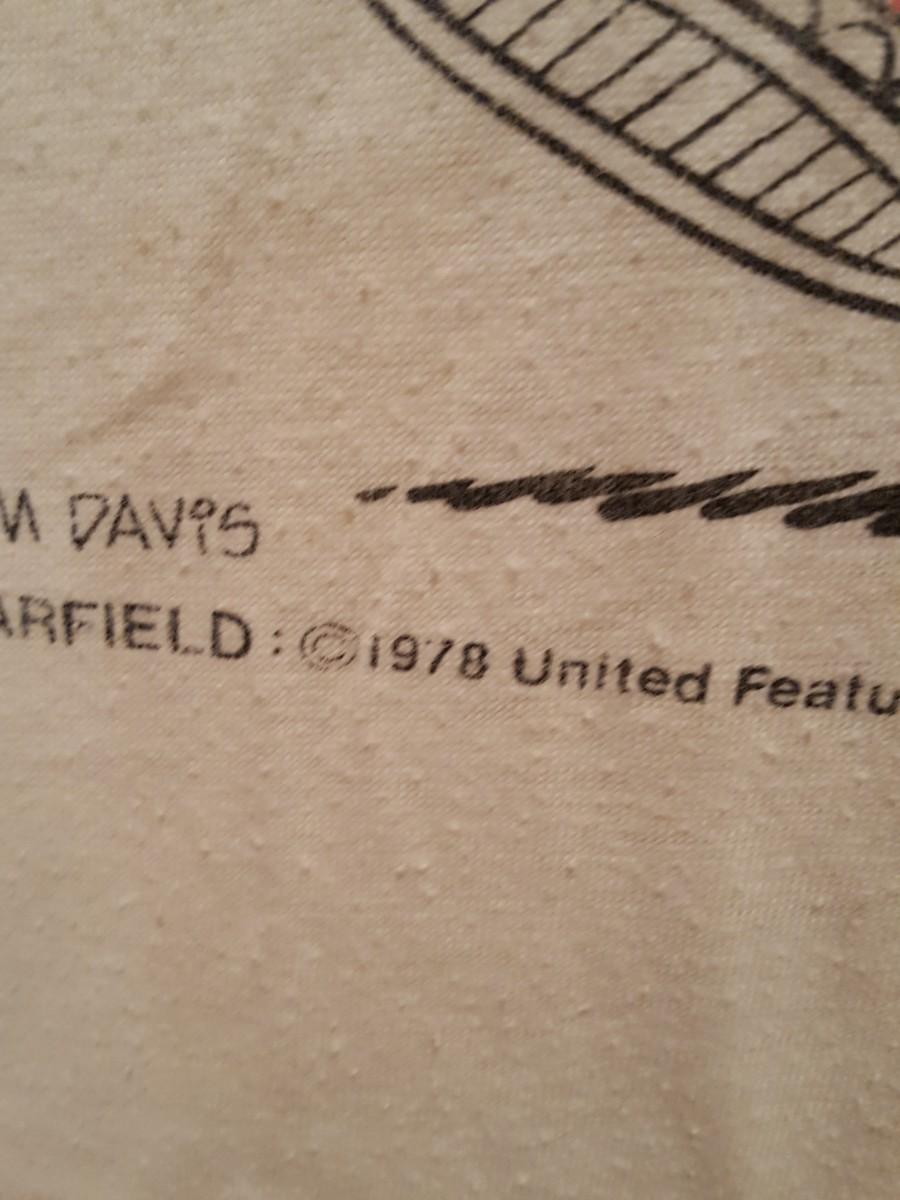 M DAViS
ARFIELD : ©1978 United Featu